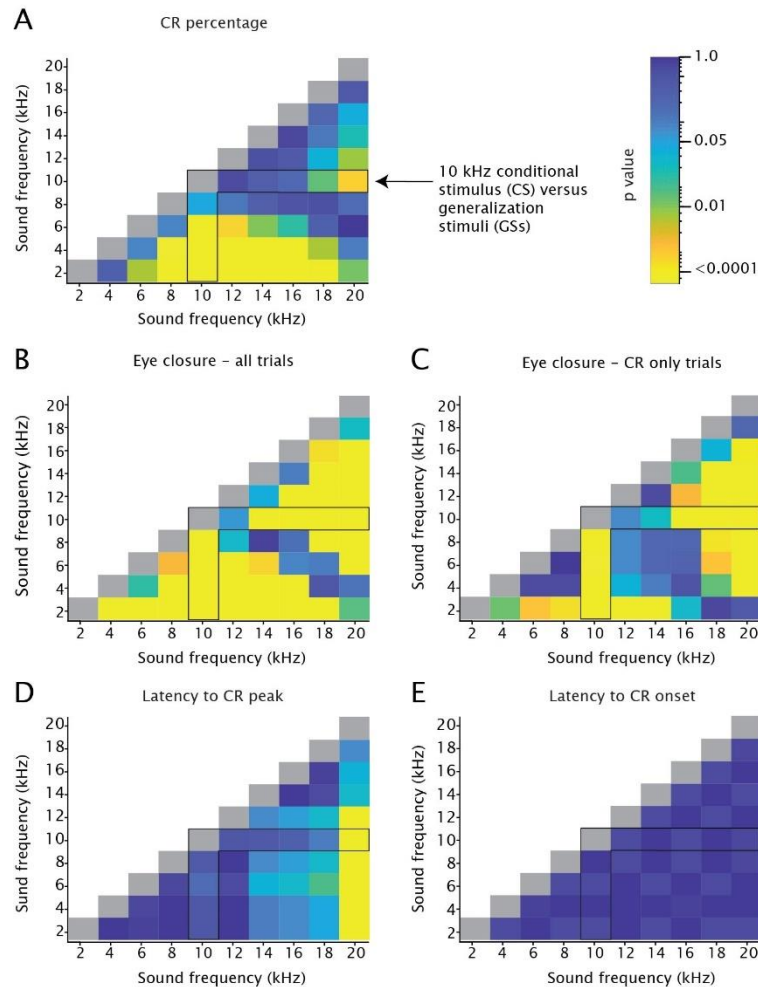 A
CR percentage
Sound frequency (kHz)
20
18
16
14
12
10
8
6
4
2
2 4 6 8 10 12 14 16 18 20
Sound frequency (kHz)
10 kHz conditional
stimulus (CS) versus
generalization
stimuli (GSs)
p value
1.0
0.05
0.01
<0.0001
B
Eye closure – all trials
Sound frequency (kHz)
20
18
16
14
12
10
8
6
4
2
2 4 6 8 10 12 14 16 18 20
Sound frequency (kHz)
C
Eye closure – CR only trials
Sound frequency (kHz)
20
18
16
14
12
10
8
6
4
2
2 4 6 8 10 12 14 16 18 20
Sound frequency (kHz)
D
Latency to CR peak
Sund frequency (kHz)
20
18
16
14
12
10
8
6
4
2
2 4 6 8 10 12 14 16 18 20
Sound frequency (kHz)
E
Latency to CR onset
Sound frequency (kHz)
20
18
16
14
12
10
8
6
4
2
2 4 6 8 10 12 14 16 18 20
Sound frequency (kHz)